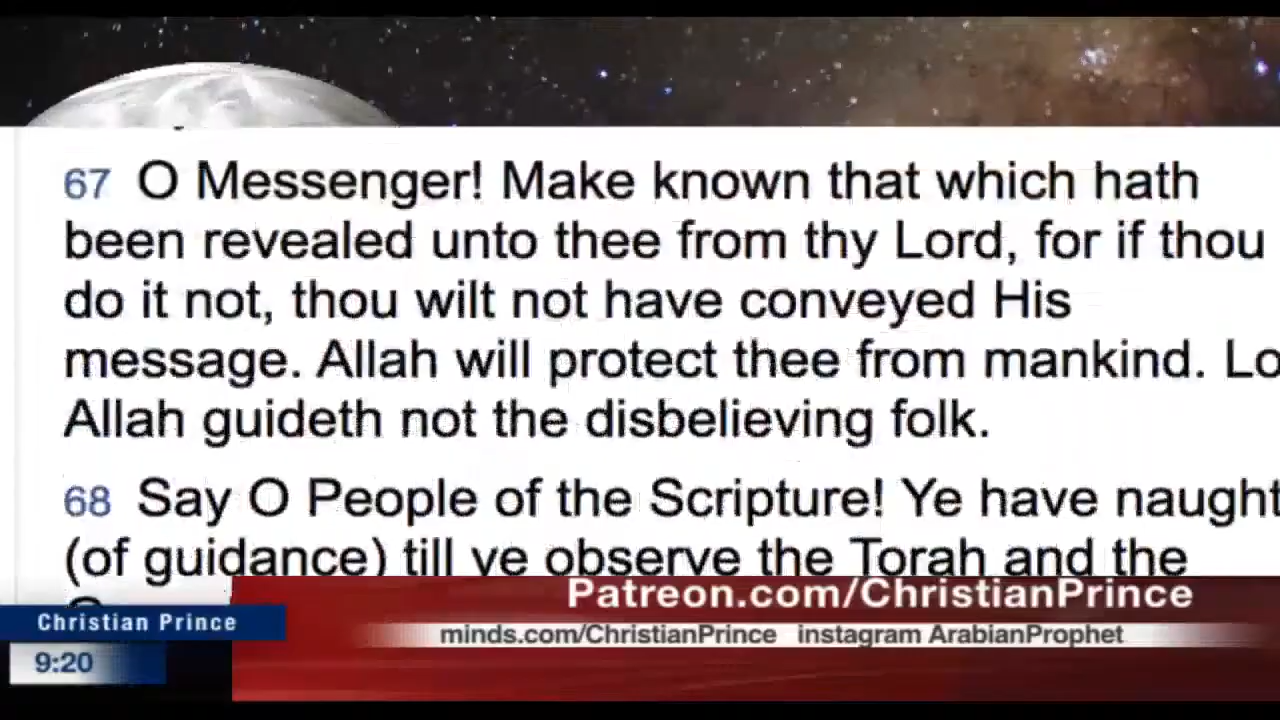 67 O Messenger! Make known that which hath
been revealed unto thee from thy Lord, for if thou
do it not, thou wilt not have conveyed His
message. Allah will protect thee from mankind. Lo
Allah guideth not the disbelieving folk.
68 Say O People of the Scripture! Ye have naught
(of guidance) till ye observe the Torah and the
Patreon.com/ChristianPrince
Christian Prince
minds.com/ChristianPrince instagram ArabianProphet
9:20